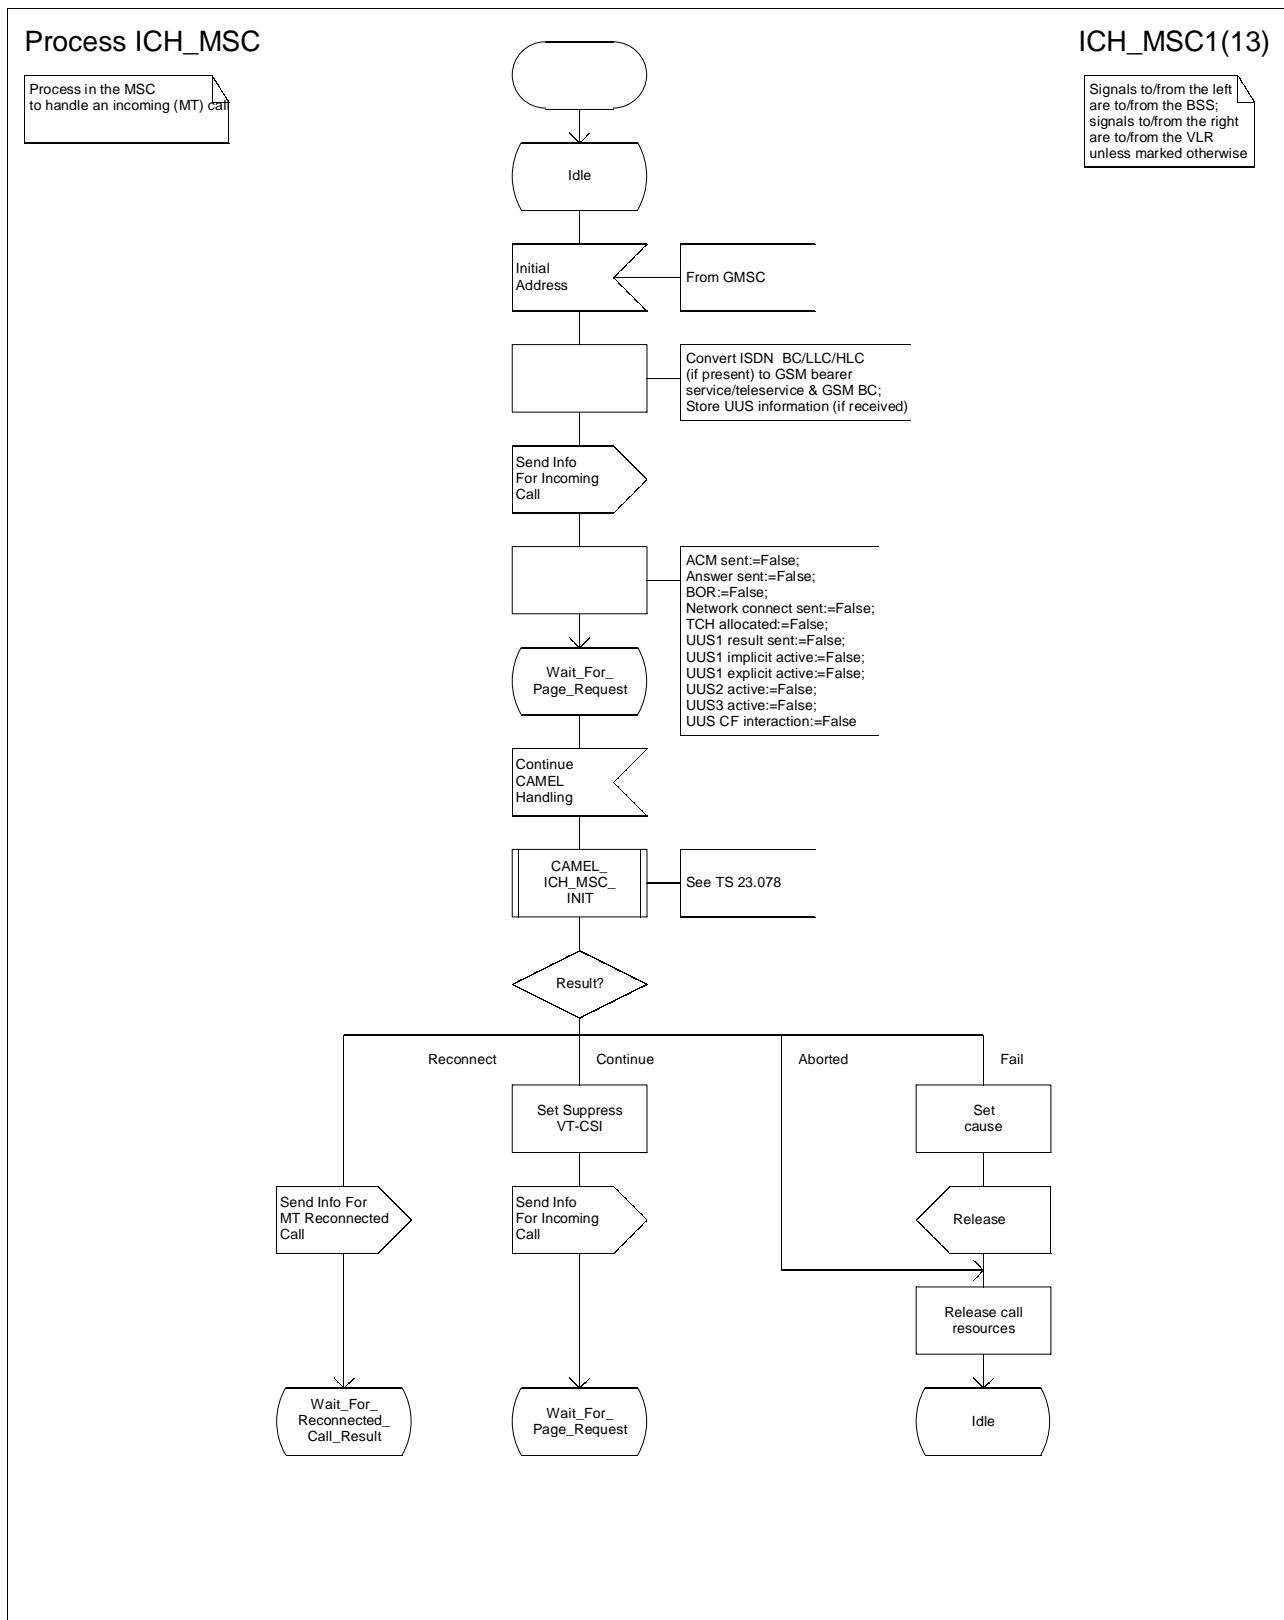 Process ICH_MSC
ICH_MSC1(13)
Process in the MSC
to handle an incoming (MT) call
Signals to/from the left
are to/from the BSS;
signals to/from the right
are to/from the VLR
unless marked otherwise
Idle
Initial
Address
From GMSC
Convert ISDN BC/LLC/HLC
(if present) to GSM bearer
service/teleservice & GSM BC;
Store UUS information (if received)
Send Info
For Incoming
Call
ACM sent:=False;
Answer sent:=False;
BOR:=False;
Network connect sent:=False;
TCH allocated:=False;
UUS1 result sent:=False;
UUS1 implicit active:=False;
UUS1 explicit active:=False;
UUS2 active:=False;
UUS3 active:=False;
UUS CF interaction:=False
Wait_For_
Page_Request
Continue
CAMEL
Handling
CAMEL_
ICH_MSC_
INIT
See TS 23.078
Result?
Reconnect
Continue
Aborted
Fail
Set Suppress
VT-CSI
Set
cause
Send Info For
MT Reconnected
Call
Send Info
For Incoming
Call
Release
Release call
resources
Wait_For_
Reconnected_
Call_Result
Wait_For_
Page_Request
Idle